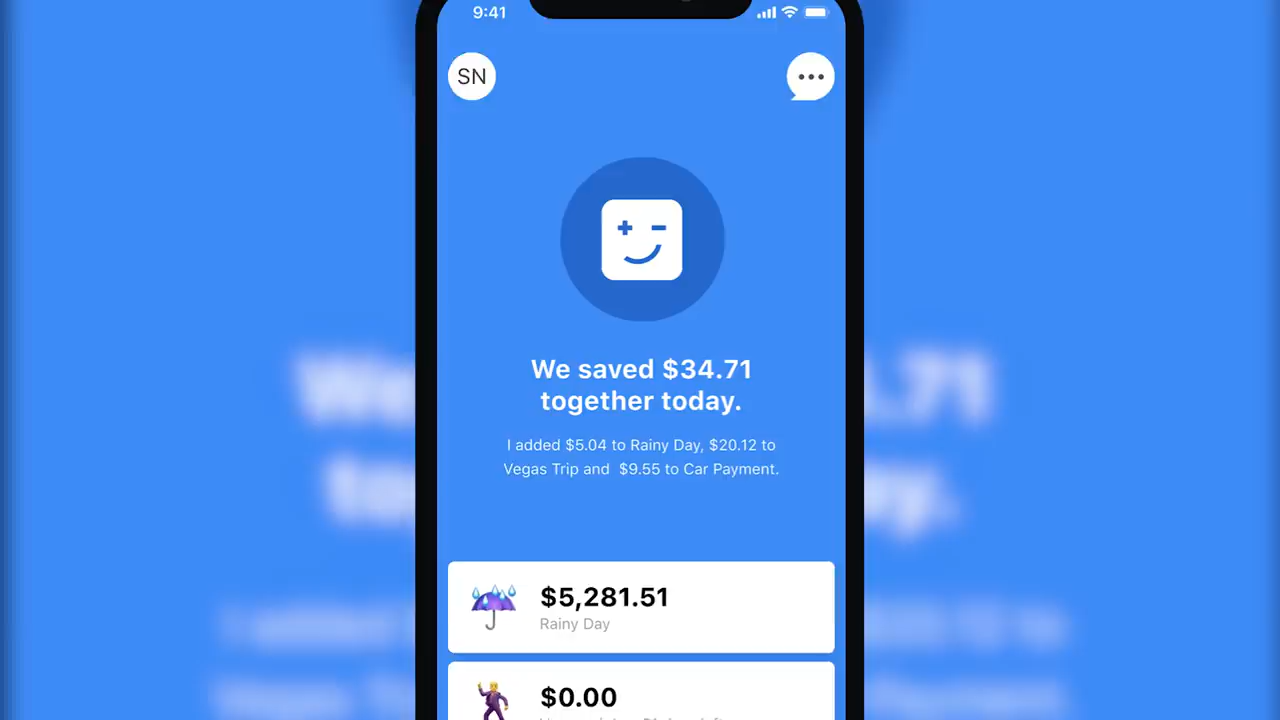 9:41
SN
We saved $34.71
together today.
I added $5.04 to Rainy Day, $20.12 to
Vegas Trip and $9.55 to Car Payment.
$5,281.51
Rainy Day
$0.00